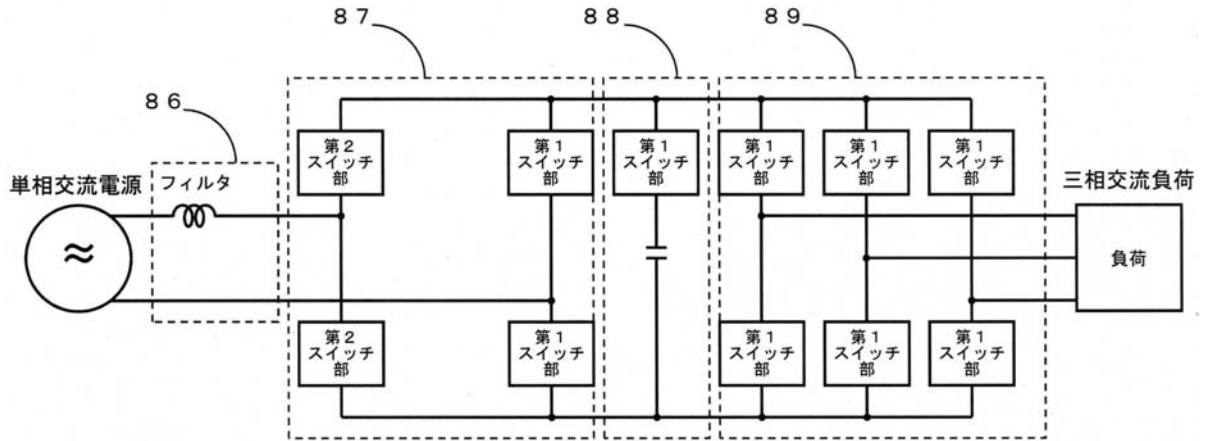 87
88
89
86
単相交流電源
フィルタ
≈
第2
スイッチ
部
第1
スイッチ
部
第1
スイッチ
部
第1
スイッチ
部
第1
スイッチ
部
第1
スイッチ
部
三相交流負荷
負荷
第2
スイッチ
部
第1
スイッチ
部
第1
スイッチ
部
第1
スイッチ
部
第1
スイッチ
部